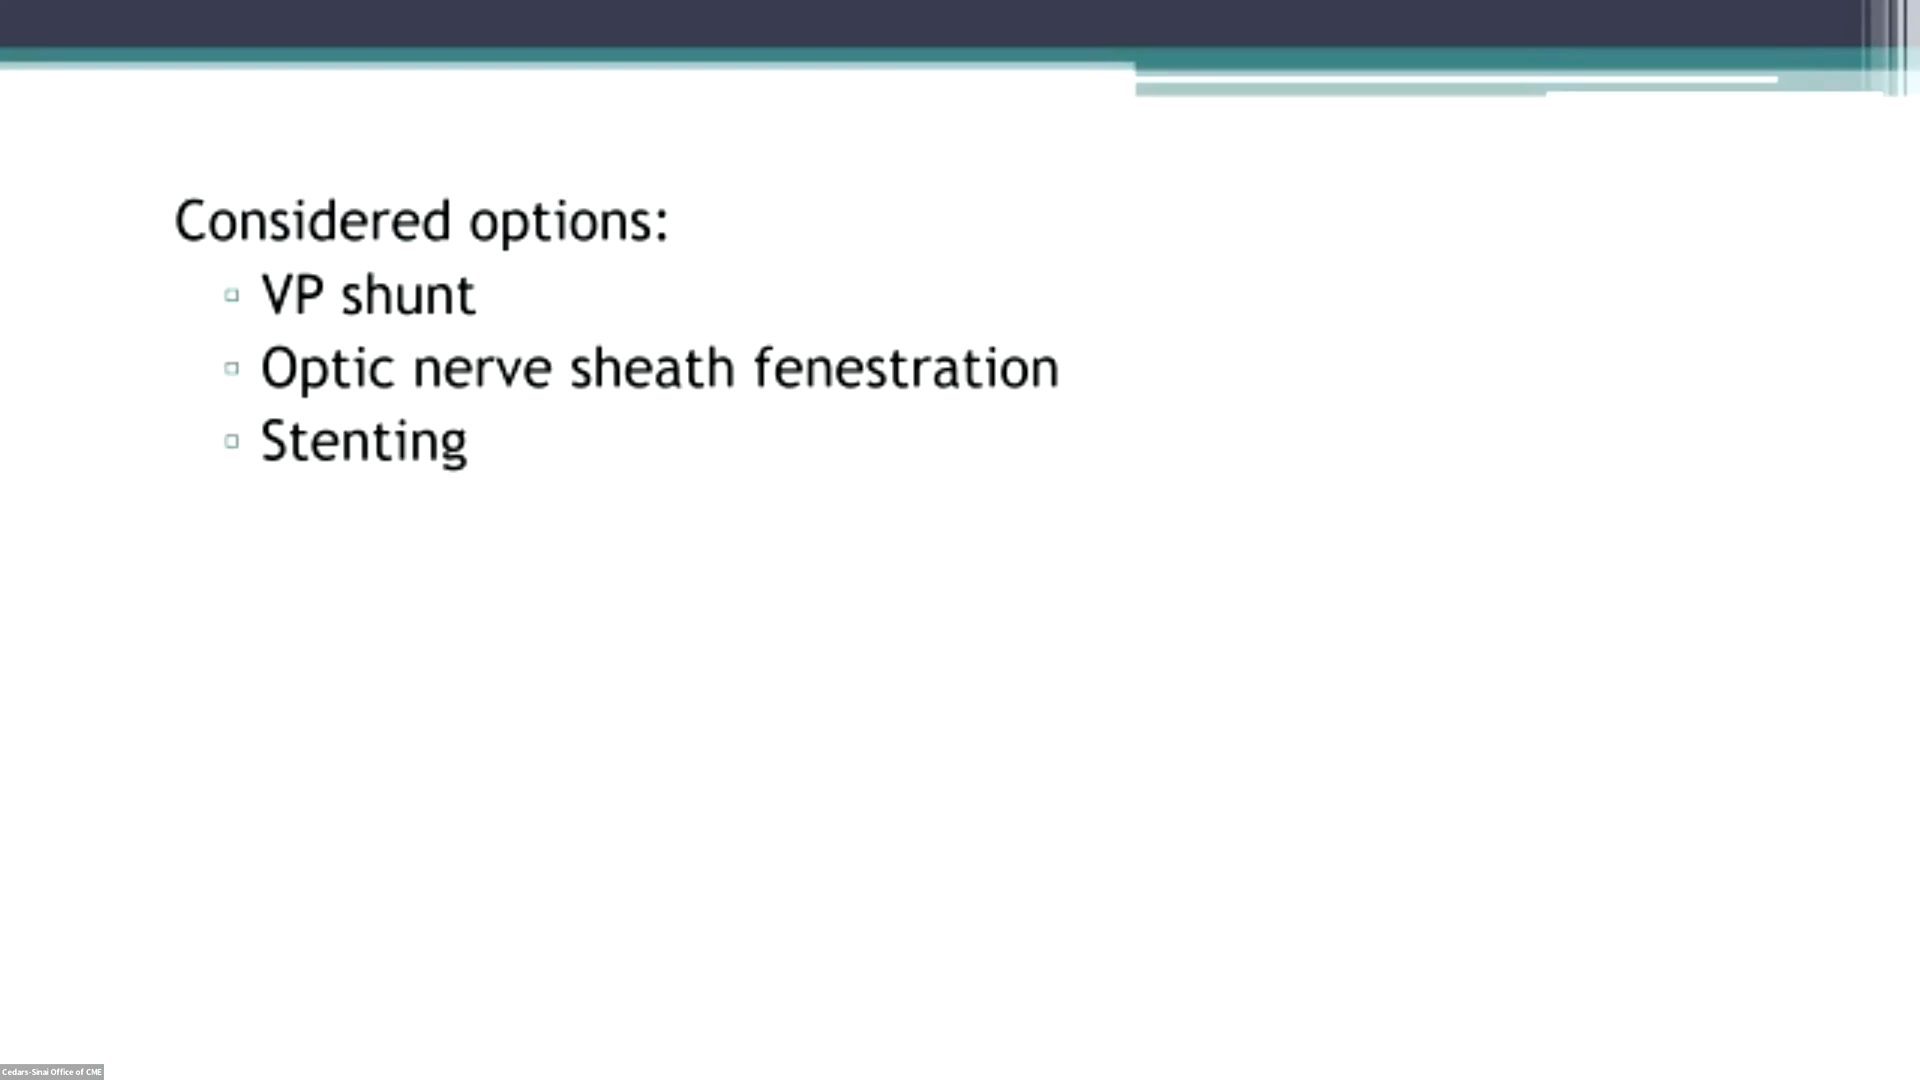 Considered options:
VP shunt
Optic nerve sheath fenestration
Stenting
Cedars-Sinai Office of CME